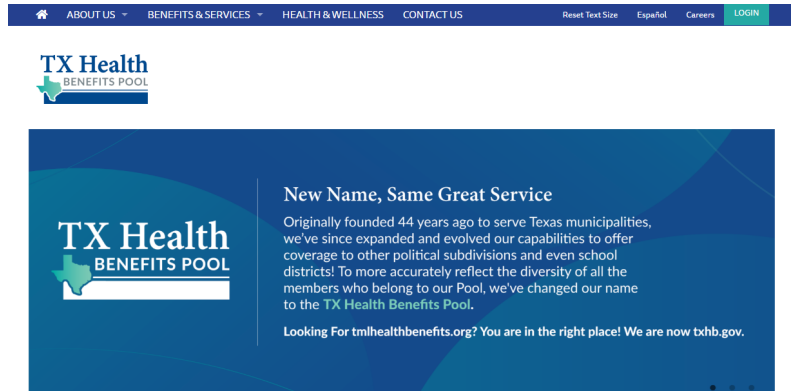 ABOUT US BENEFITS & SERVICES HEALTH & WELLNESS CONTACT US Reset Text Size Español Careers LOGIN
TX Health
BENEFITS POOL
TX Health
BENEFITS POOL
New Name, Same Great Service
Originally founded 44 years ago to serve Texas municipalities,
we've since expanded and evolved our capabilities to offer
coverage to other political subdivisions and even school
districts! To more accurately reflect the diversity of all the
members who belong to our Pool, we've changed our name
to the TX Health Benefits Pool.
Looking For tmlhealthbenefits.org? You are in the right place! We are now txhb.gov.